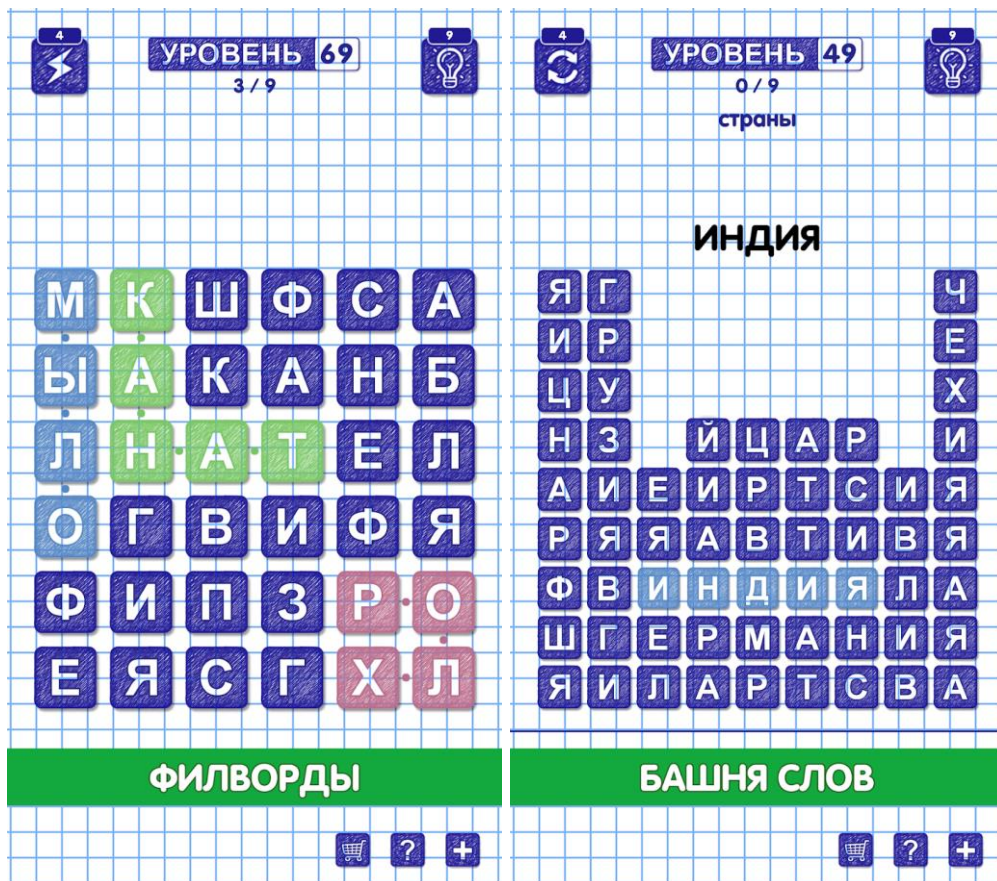 4
УРОВЕНЬ 69
9
3 / 9
М К Ш Ф С А
Ы А К А Н Б
Л Н А Т Е Л
О Г В И Ф Я
Ф И П З Р О
Е Я С Г Х Л
ФИЛВОРДЫ
?
+
4
УРОВЕНЬ 49
9
0 / 9
страны
ИНДИЯ
Я Г Ч
И Р Е
Ц У Х
Н З Й Ц А Р И
А И Е И Р Т С И Я
Р Я Я А В Т И В Я
Ф В И Н Д И Я Л А
Ш Г Е Р М А Н И Я
Я И Л А Р Т С В А
БАШНЯ СЛОВ
?
+